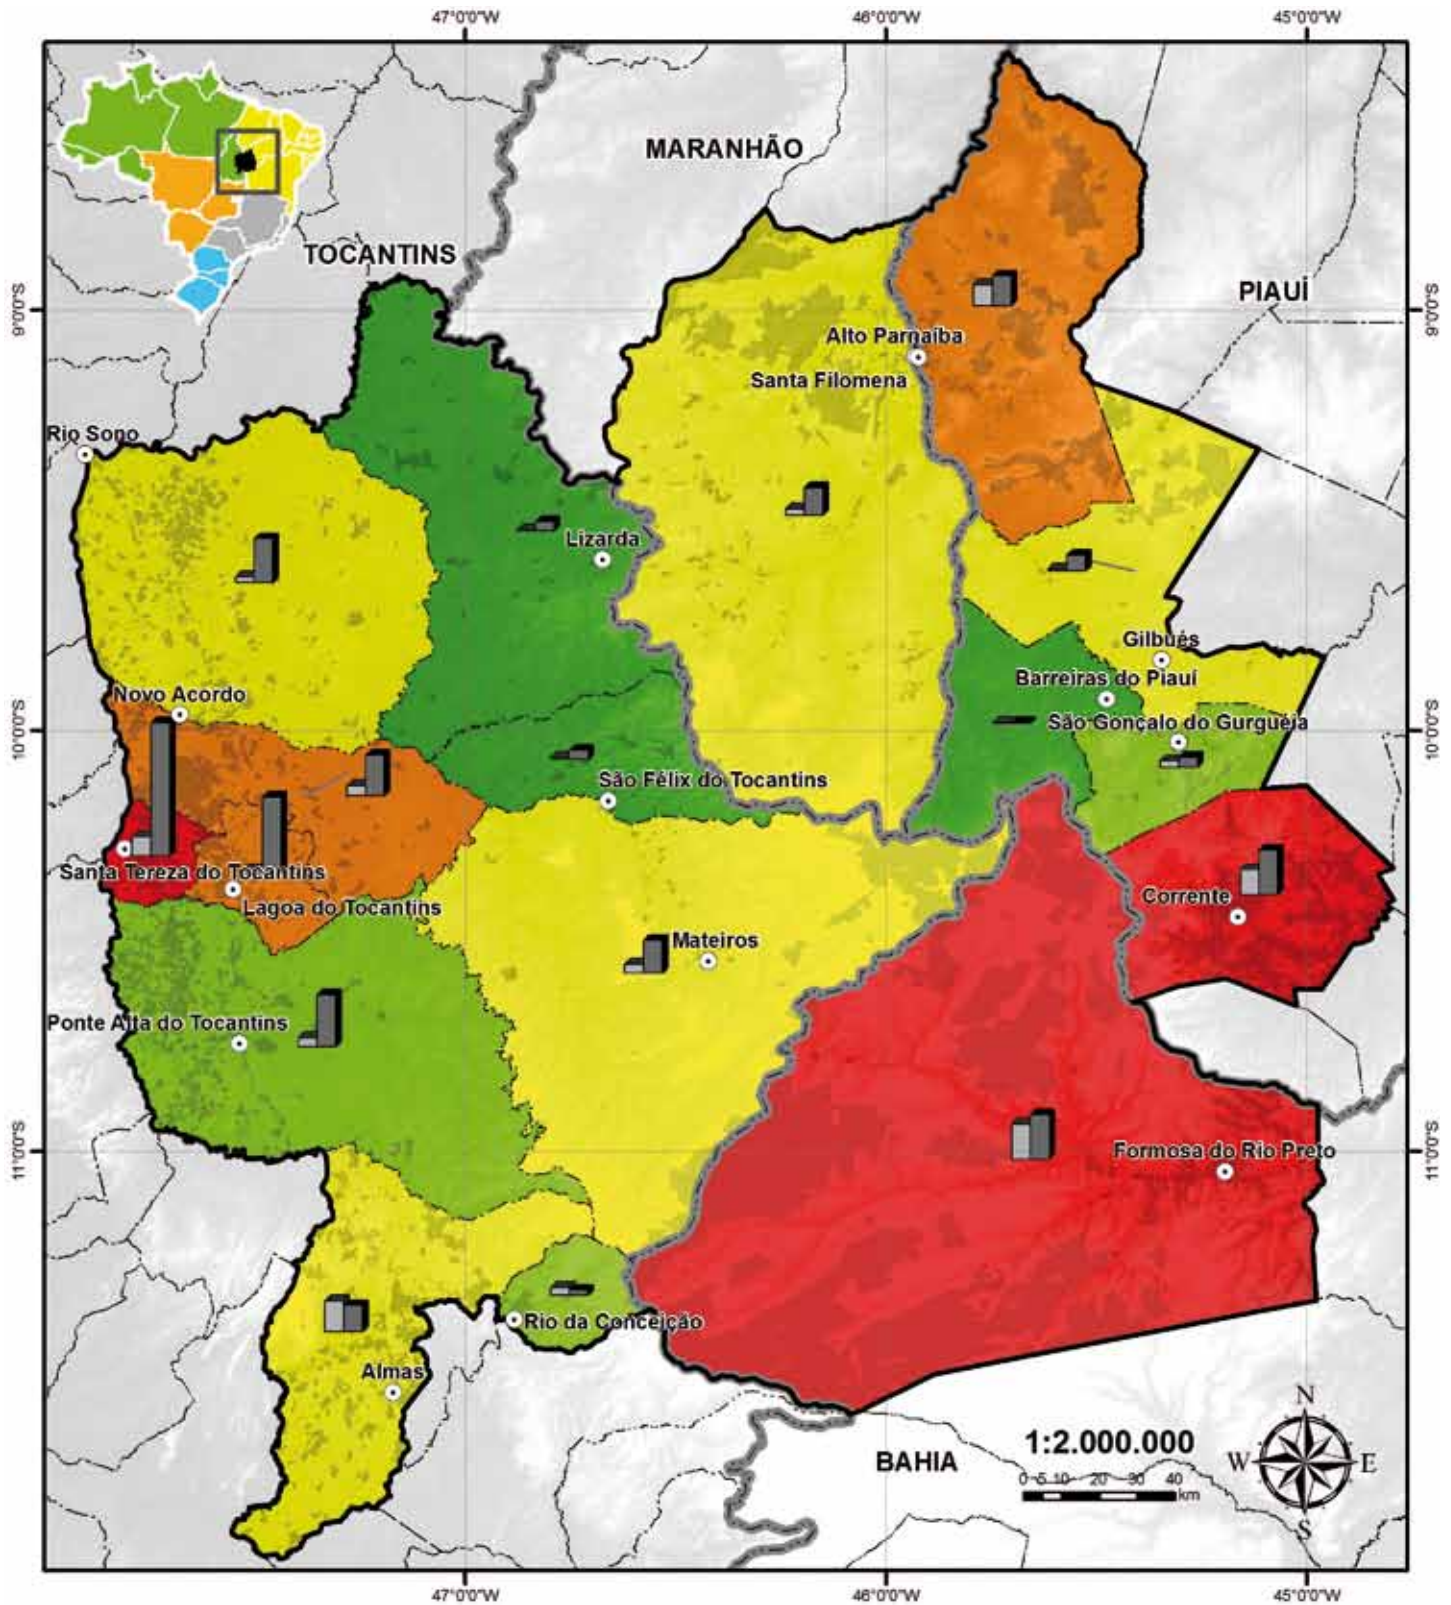 47°0'0"W
46°0'0"W
45°0'0"W
MARANHÃO
TOCANTINS
PIAUÍ
9°0'0"S
9°0'0"S
Alto Parnaíba
Santa Filomena
Rio Sono
Lizarda
Gilbués
Barreiras do Piauí
Novo Acordo
São Gonçalo do Gurguéia
10°0'0"S
10°0'0"S
São Félix do Tocantins
Santa Tereza do Tocantins
Corrente
Lagoa do Tocantins
Mateiros
Ponte Alta do Tocantins
11°0'0"S
11°0'0"S
Formosa do Rio Preto
Rio da Conceição
Almas
N
W
E
S
1:2.000.000
BAHIA
0 5 10 20 30 40
km
47°0'0"W
46°0'0"W
45°0'0"W